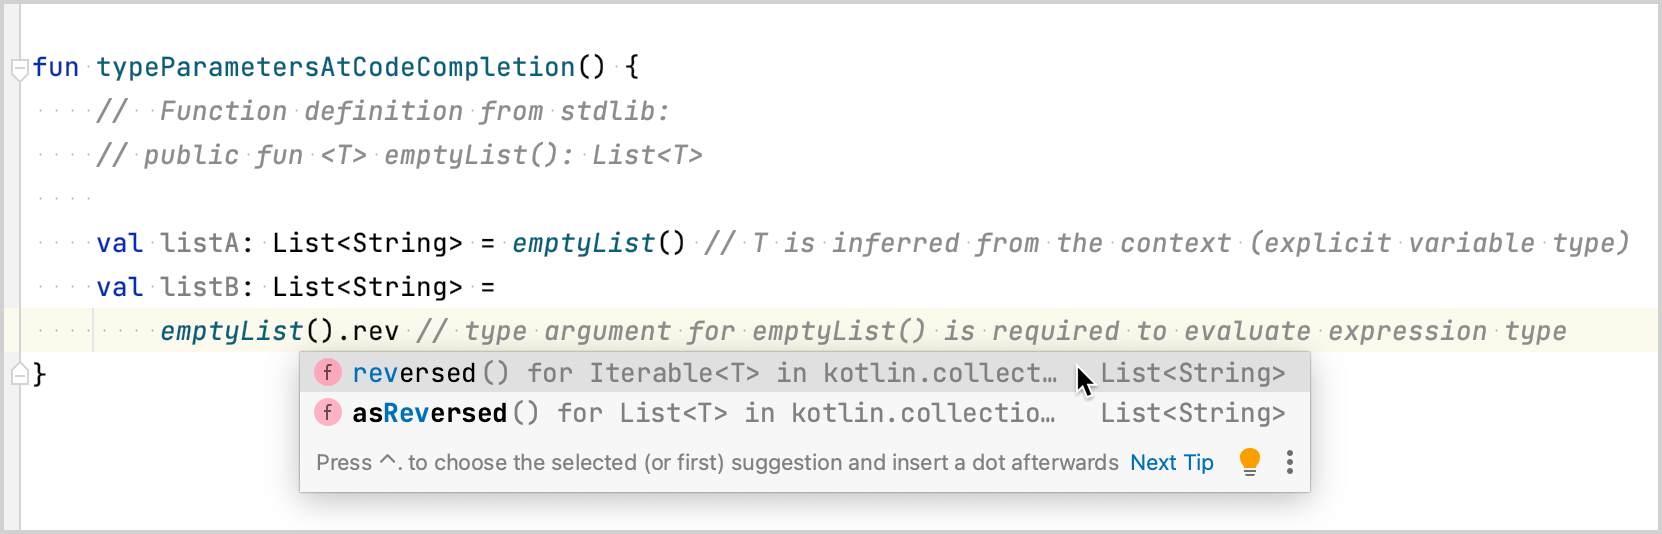 fun typeParametersAtCodeCompletion() {
//  Function definition from stdlib:
// public fun <T> emptyList(): List<T>
val listA: List<String> = emptyList() // T is inferred from the context (explicit variable type)
val listB: List<String> =
emptyList().rev // type argument for emptyList() is required to evaluate expression type
f reversed() for Iterable<T> in kotlin.collect… List<String>
}
f asReversed() for List<T> in kotlin.collectio… List<String>
Press ^. to choose the selected (or first) suggestion and insert a dot afterwards Next Tip